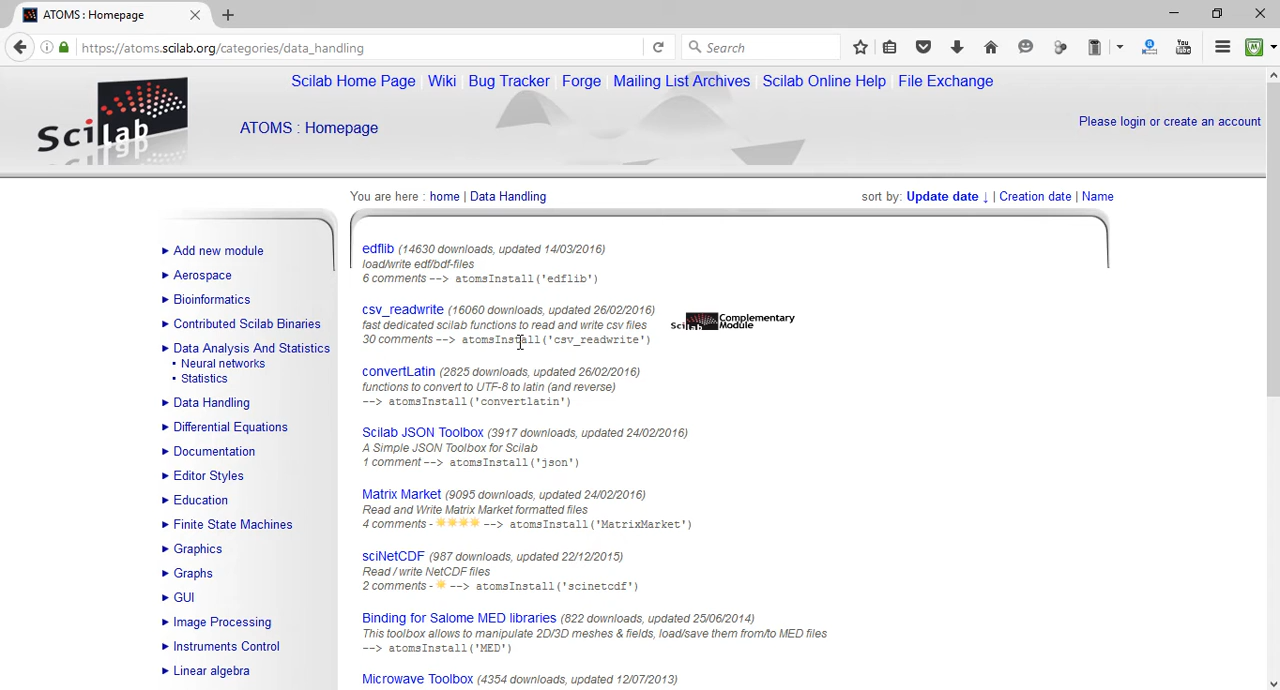 ATOMS : Homepage
https://atoms.scilab.org/categories/data_handling
Search
You
Tube
Scilab Home Page | Wiki | Bug Tracker | Forge | Mailing List Archives | Scilab Online Help | File Exchange
Scilab
ATOMS : Homepage
Please login or create an account
You are here : home | Data Handling
sort by: Update date ↓ | Creation date | Name
Add new module
Aerospace
Bioinformatics
Contributed Scilab Binaries
Data Analysis And Statistics
Neural networks
Statistics
Data Handling
Differential Equations
Documentation
Editor Styles
Education
Finite State Machines
Graphics
Graphs
GUI
Image Processing
Instruments Control
Linear algebra
edflib (14630 downloads, updated 14/03/2016)
load/write edf/bdf-files
6 comments --> atomsInstall('edflib')
csv_readwrite (16060 downloads, updated 26/02/2016)
fast dedicated scilab functions to read and write csv files
30 comments --> atomsInstall('csv_readwrite')
Scilab Complementary
Module
convertLatin (2825 downloads, updated 26/02/2016)
functions to convert to UTF-8 to latin (and reverse)
--> atomsInstall('convertlatin')
Scilab JSON Toolbox (3917 downloads, updated 24/02/2016)
A Simple JSON Toolbox for Scilab
1 comment --> atomsInstall('json')
Matrix Market (9095 downloads, updated 24/02/2016)
Read and Write Matrix Market formatted files
4 comments - --> atomsInstall('MatrixMarket')
sciNetCDF (987 downloads, updated 22/12/2015)
Read / write NetCDF files
2 comments - --> atomsInstall('scinetcdf')
Binding for Salome MED libraries (822 downloads, updated 25/06/2014)
This toolbox allows to manipulate 2D/3D meshes & fields, load/save them from/to MED files
--> atomsInstall('MED')
Microwave Toolbox (4354 downloads, updated 12/07/2013)